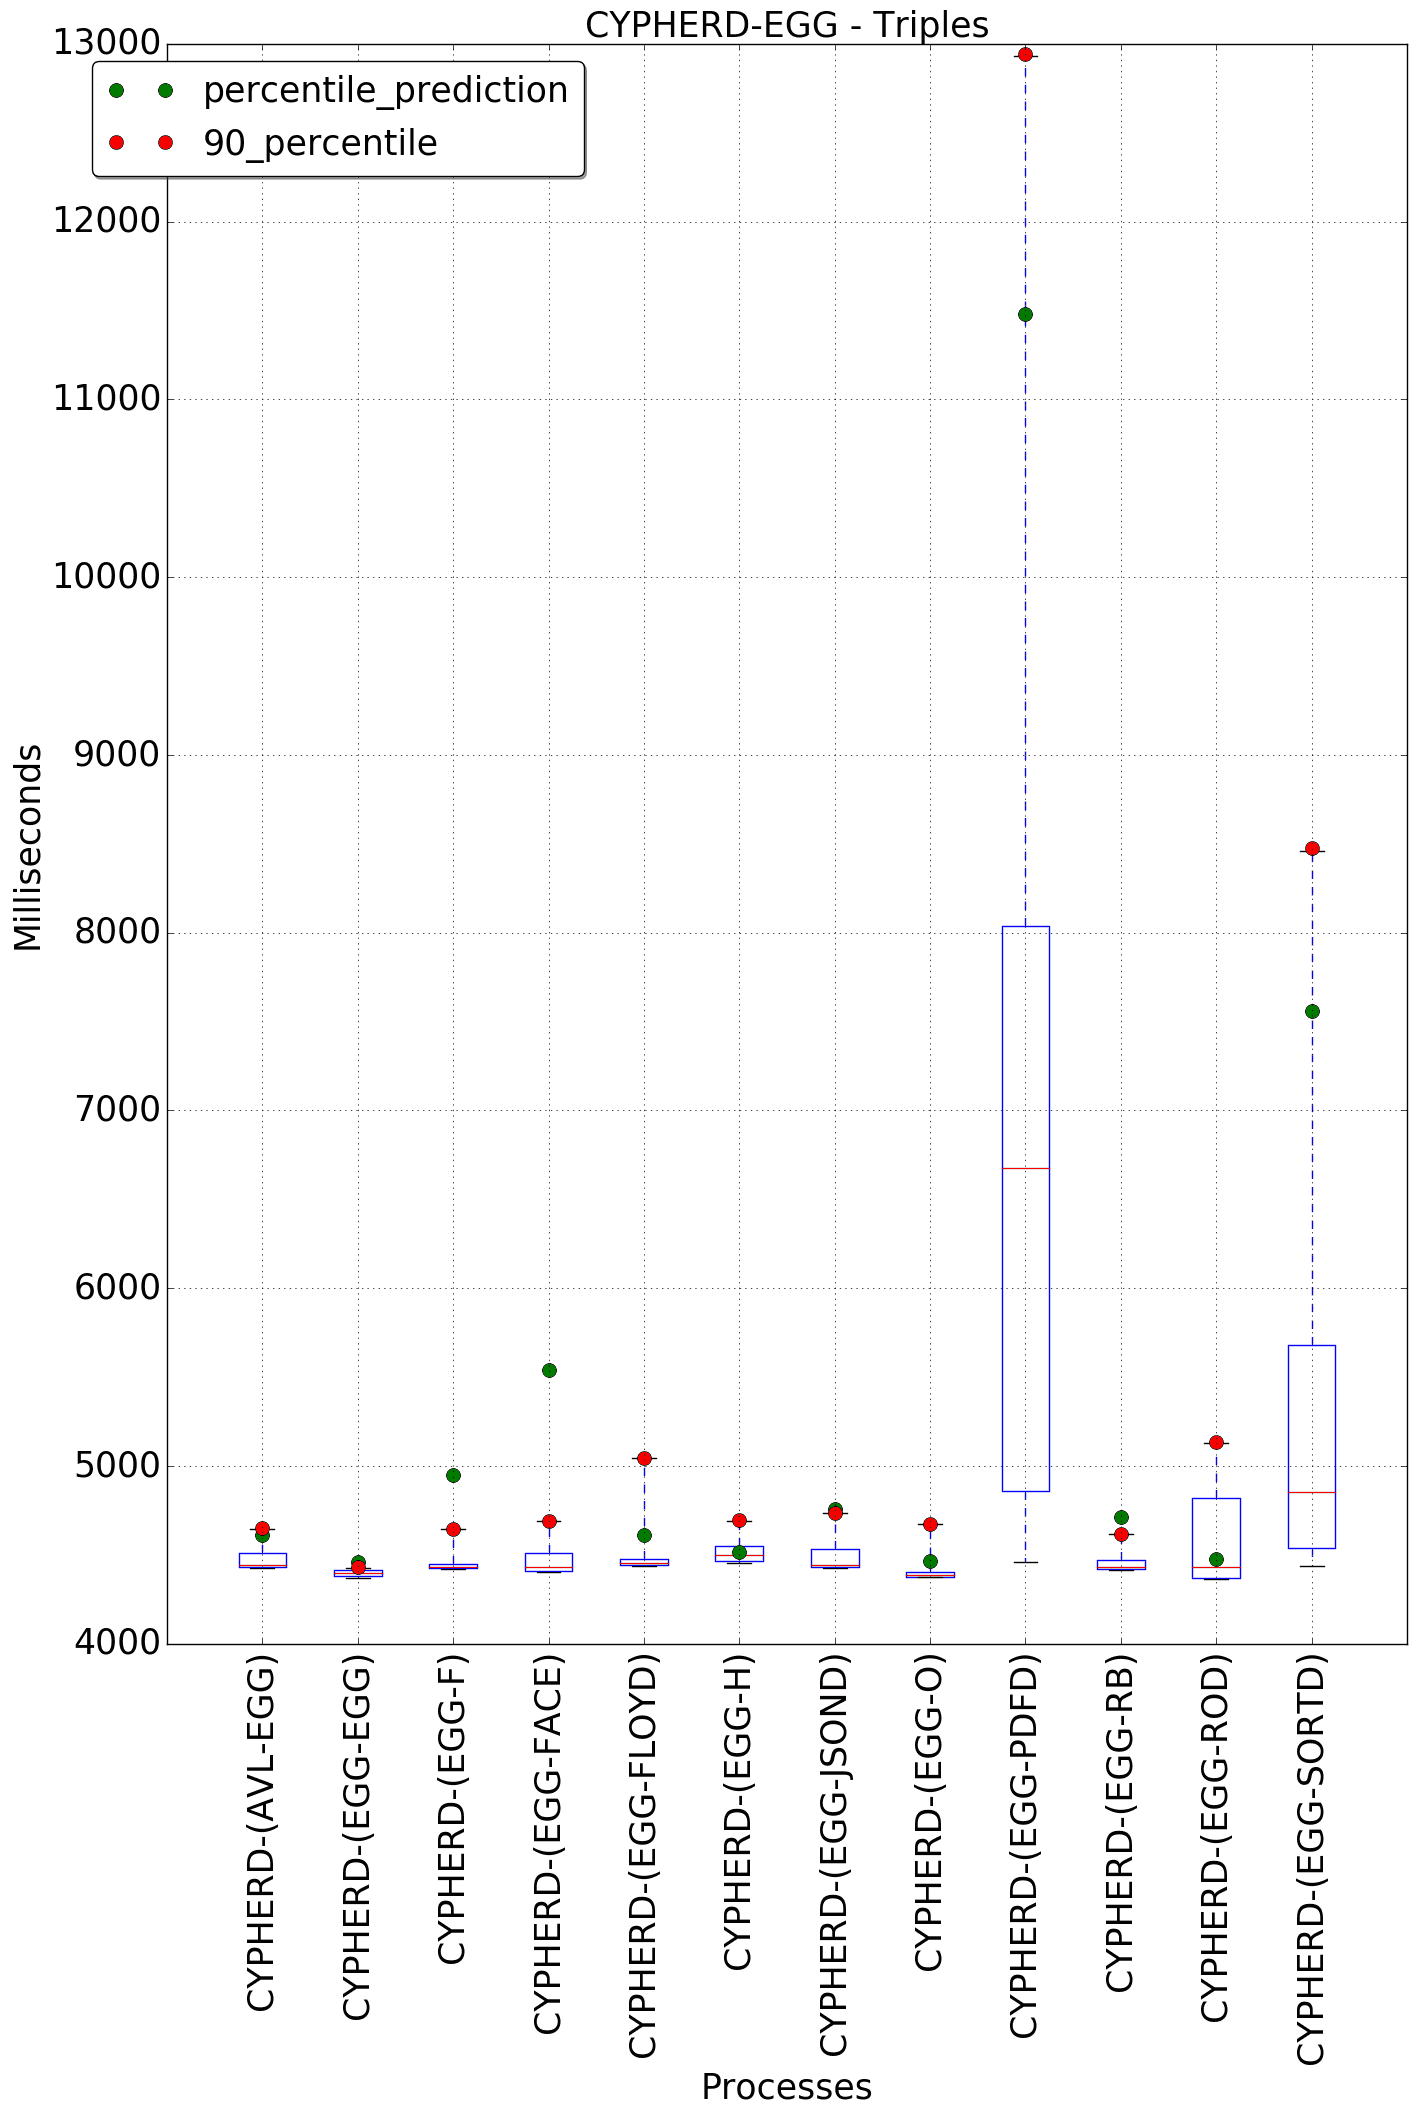 CYPHERD-EGG - Triples
percentile_prediction
90_percentile
13000
12000
11000
10000
9000
8000
7000
6000
5000
4000
Milliseconds
CYPHERD-(AVL-EGG)
CYPHERD-(EGG-EGG)
CYPHERD-(EGG-F)
CYPHERD-(EGG-FACE)
CYPHERD-(EGG-FLOYD)
CYPHERD-(EGG-H)
CYPHERD-(EGG-JSOND)
CYPHERD-(EGG-O)
CYPHERD-(EGG-PDFD)
CYPHERD-(EGG-RB)
CYPHERD-(EGG-ROD)
CYPHERD-(EGG-SORTD)
Processes